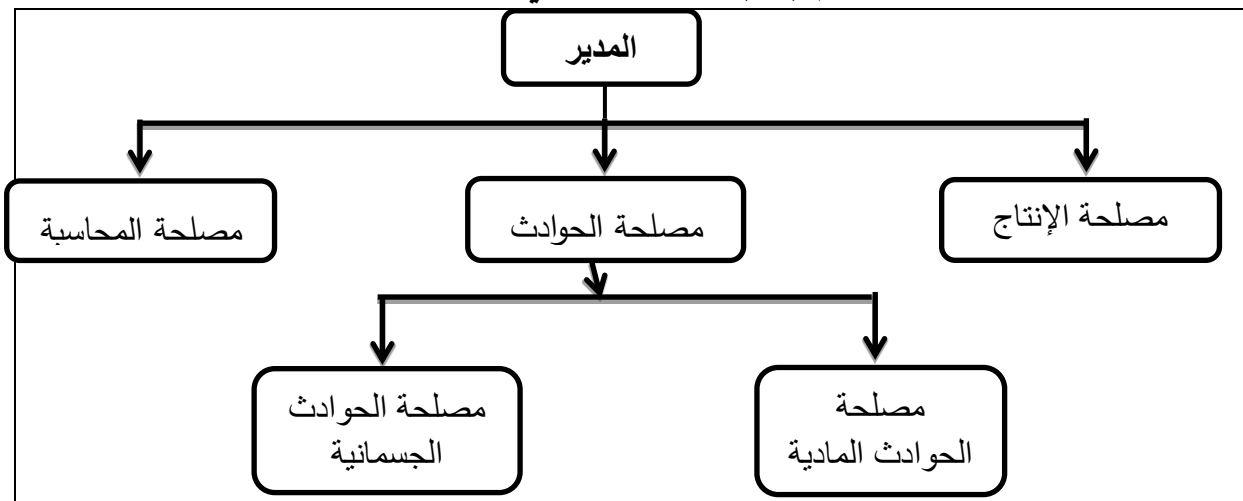 المدير
مصلحة الإنتاج
مصلحة الحوادث
مصلحة المحاسبة
مصلحة
الحوادث المادية
مصلحة الحوادث
الجسمانية